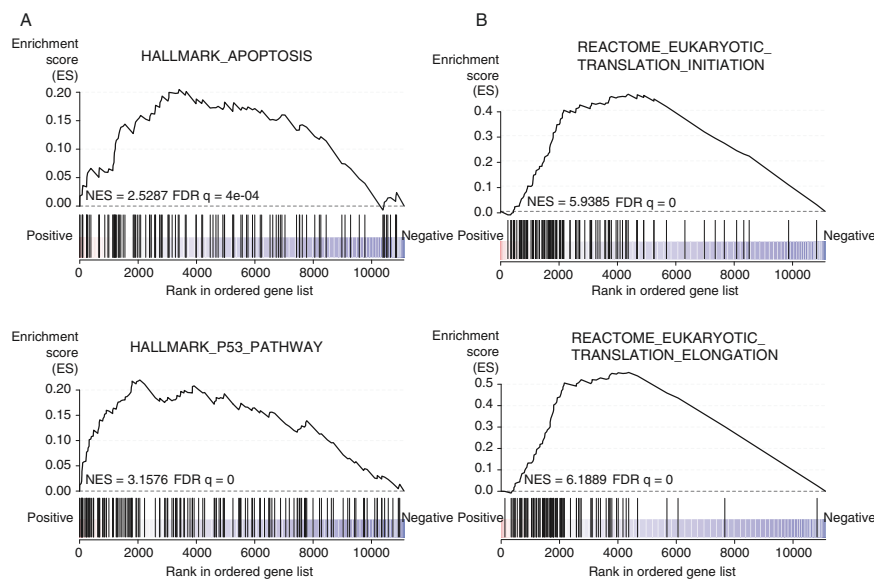 A
Enrichment
score
(ES)
HALLMARK_APOPTOSIS
0.20
0.15
0.10
0.05
0.00
NES = 2.5287 FDR q = 4e-04
Positive
Negative
0
2000
4000
6000
8000
10000
Rank in ordered gene list
Enrichment
score
(ES)
HALLMARK_P53_PATHWAY
0.20
0.15
0.10
0.05
0.00
NES = 3.1576 FDR q = 0
Positive
Negative
0
2000
4000
6000
8000
10000
Rank in ordered gene list
B
Enrichment
score
(ES)
REACTOME_EUKARYOTIC_
TRANSLATION_INITIATION
0.4
0.3
0.2
0.1
0.0
NES = 5.9385 FDR q = 0
Positive
Negative
0
2000
4000
6000
8000
10000
Rank in ordered gene list
Enrichment
score
(ES)
REACTOME_EUKARYOTIC_
TRANSLATION_ELONGATION
0.5
0.4
0.3
0.2
0.1
0.0
NES = 6.1889 FDR q = 0
Positive
Negative
0
2000
4000
6000
8000
10000
Rank in ordered gene list